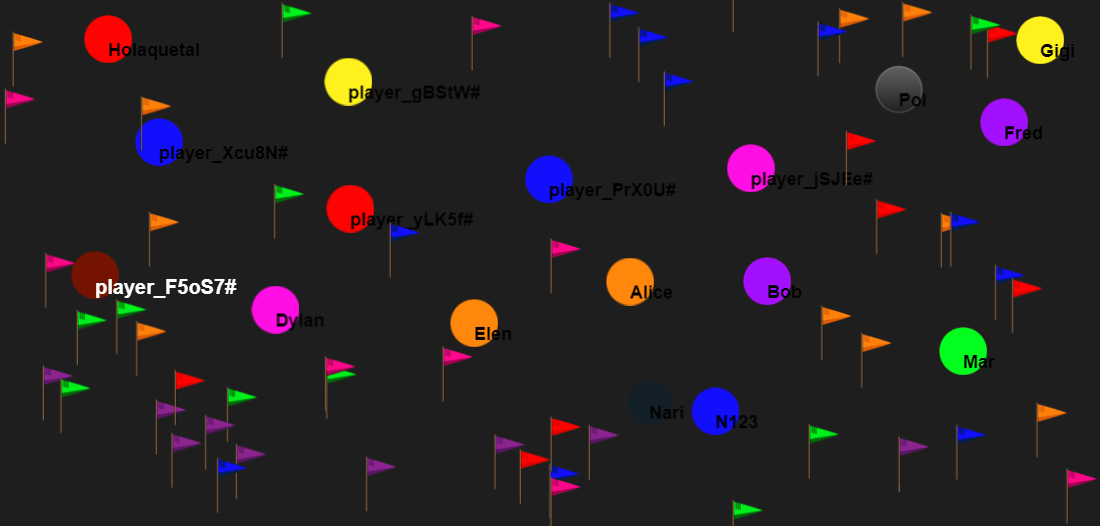 Holaquetal
Gigi
player_gBStW#
Pol
Fred
player_Xcu8N#
player_jSJEe#
player_PrX0U#
player_yLK5f#
player_F5oS7#
Alice
Bob
Dylan
Elen
Mar
Nari
N123